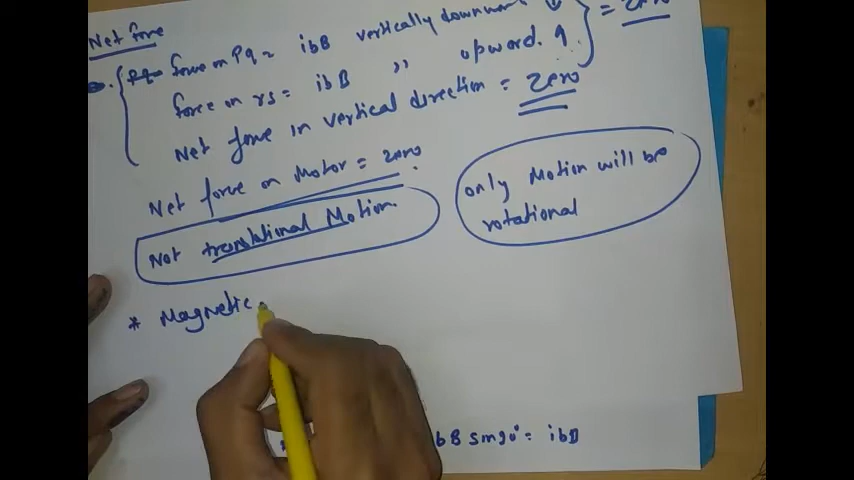 Net force
force on Pq = ibB vertically downward = zero
force on rs = ibB ,, upward.
Net force in vertical direction = zero
Net force on Motor = zero
Not translational Motion.
only Motion will be
rotational
* Magnetic
bB sin90° = ibB